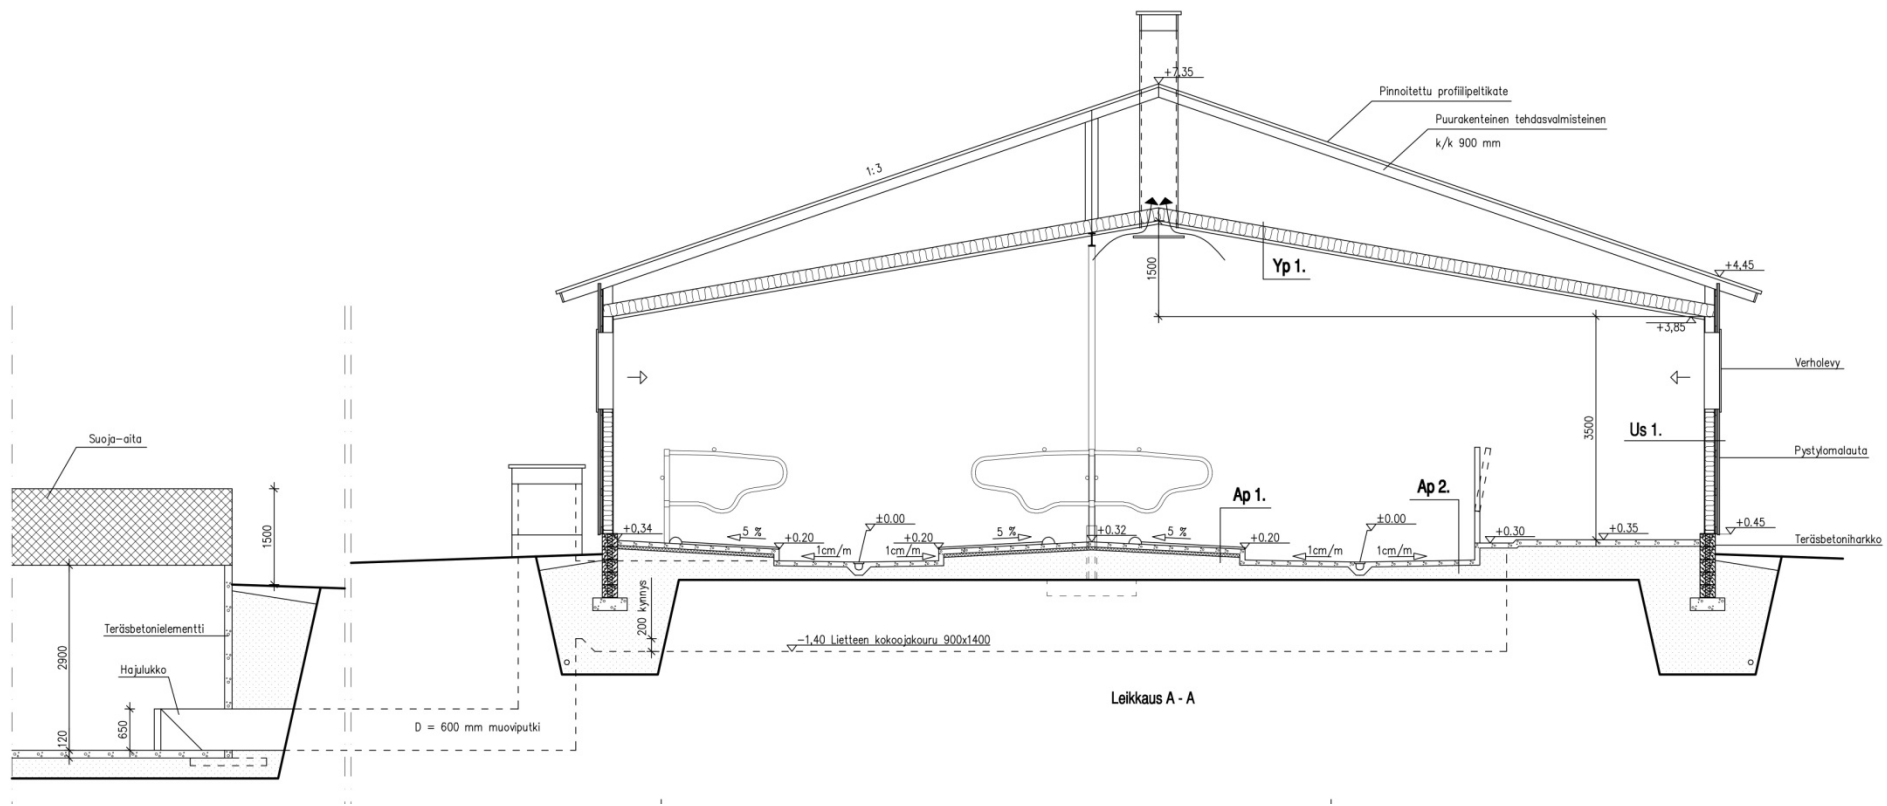 +7,35
Pinnoitettu profiilipeltikate
Puurakenteinen tehdasvalmisteinen
k/k 900 mm
1:3
1500
Yp 1.
+4,45
+3,85
Verholevy
3500
Us 1.
Pystylomalauta
Suoja-aita
1500
Ap 1.
Ap 2.
+0.34
5 %
+0.20
±0.00
+0.20
5 %
+0.32
5 %
+0.20
±0.00
+0.30
+0.35
+0.45
1cm/m
1cm/m
1cm/m
1cm/m
Teräsbetoniharkko
200 kynnys
-1,40 Lietteen kokoojakouru 900x1400
Teräsbetonielementti
2900
Hajulukko
650
120
D = 600 mm muoviputki
Leikkaus A - A